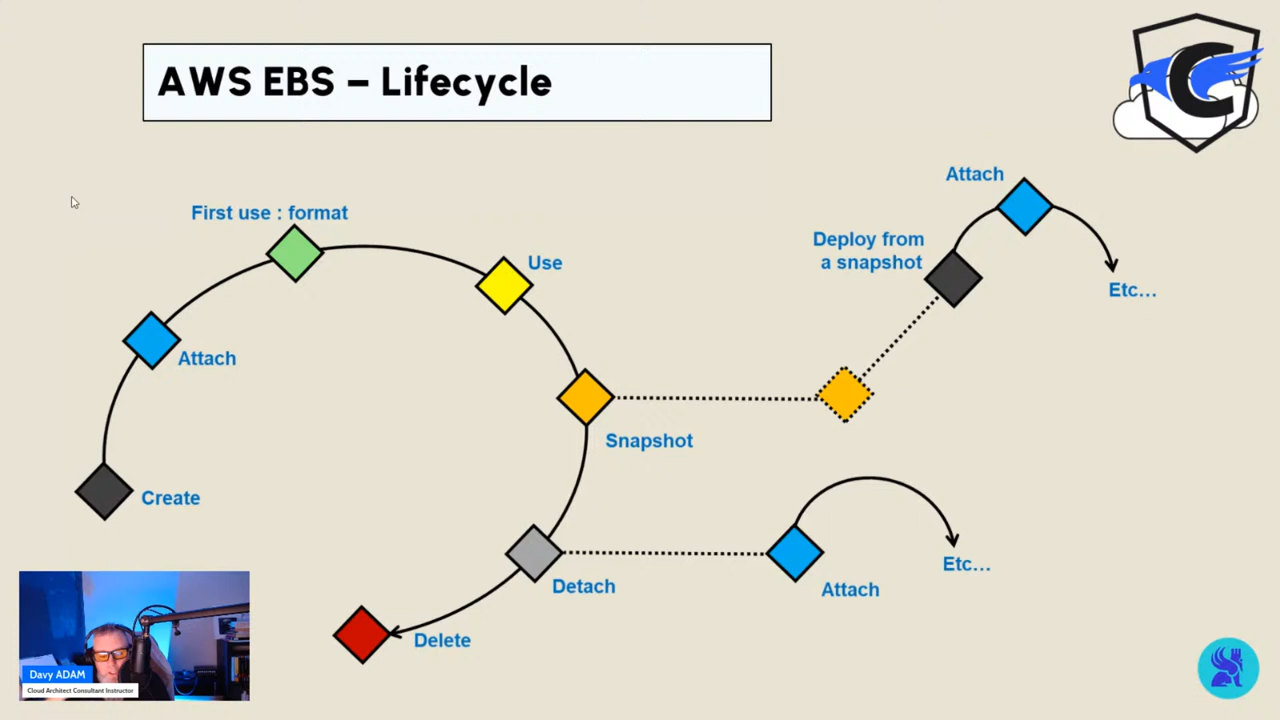 AWS EBS – Lifecycle
First use : format
Use
Attach
Create
Snapshot
Detach
Delete
Deploy from
a snapshot
Attach
Etc...
Attach
Etc...
Davy ADAM
Cloud Architect Consultant Instructor
C